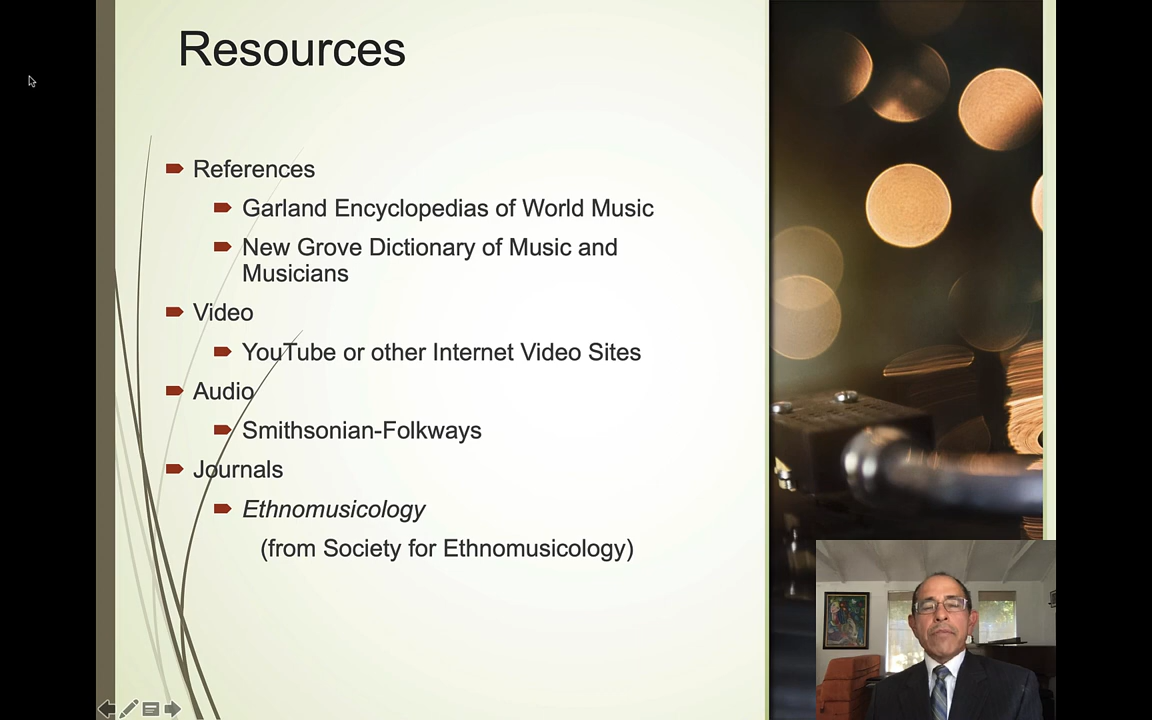 Resources
References
Garland Encyclopedias of World Music
New Grove Dictionary of Music and
Musicians
Video
YouTube or other Internet Video Sites
Audio
Smithsonian-Folkways
Journals
Ethnomusicology
(from Society for Ethnomusicology)